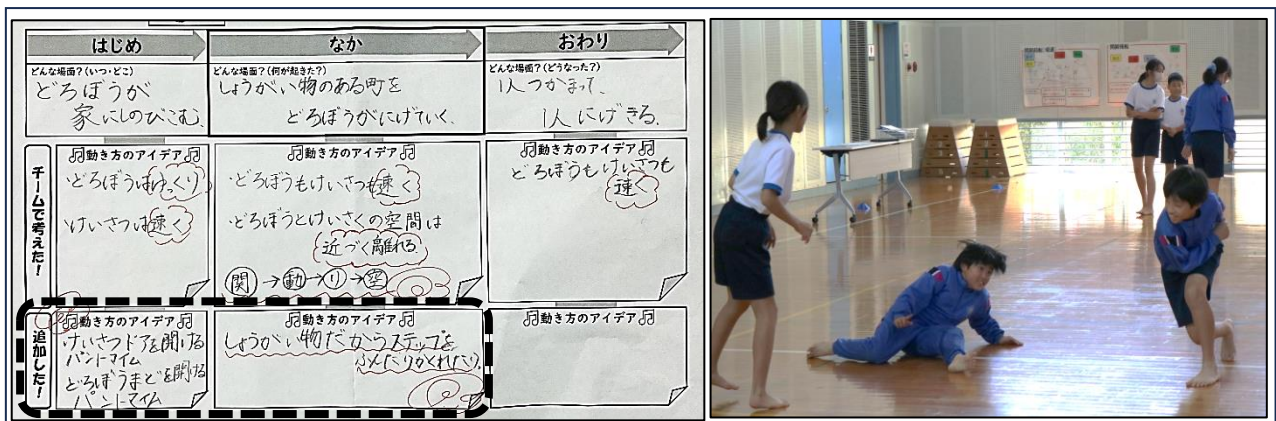 はじめ
どんな場面?(いつ・どこ)
どろぼうが
家にしのびこむ。
なか
どんな場面?(何が起きた?)
しょうがい物のある町を
どろぼうがにげていく。
おわり
どんな場面?(どうなった?)
1人つかまって、
1人にげきる。
チームで考えた!
動き方のアイデア
・どろぼうはゆっくり
・けいさつは速く
動き方のアイデア
・どろぼうもけいさつも速く
・どろぼうとけいさくの空間は
近づく離れる
関→動→リ→空
動き方のアイデア
どろぼうもけいさつも
速く
追加した!
動き方のアイデア
けいさつドアを開ける
パントマイム
どろぼうまどを開ける
パントマイム
動き方のアイデア
しょうがい物だからステップを
ふんだりかくれたり。
動き方のアイデア